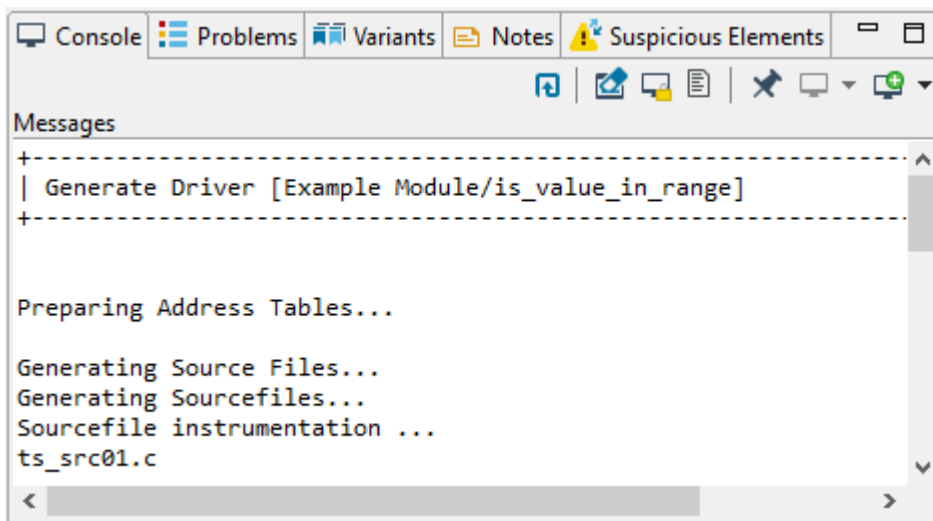 Console Problems Variants Notes Suspicious Elements
Messages
+---------------------------------------------------------------
| Generate Driver [Example Module/is_value_in_range]
+---------------------------------------------------------------
Preparing Address Tables...
Generating Source Files...
Generating Sourcefiles...
Sourcefile instrumentation ...
ts_src01.c